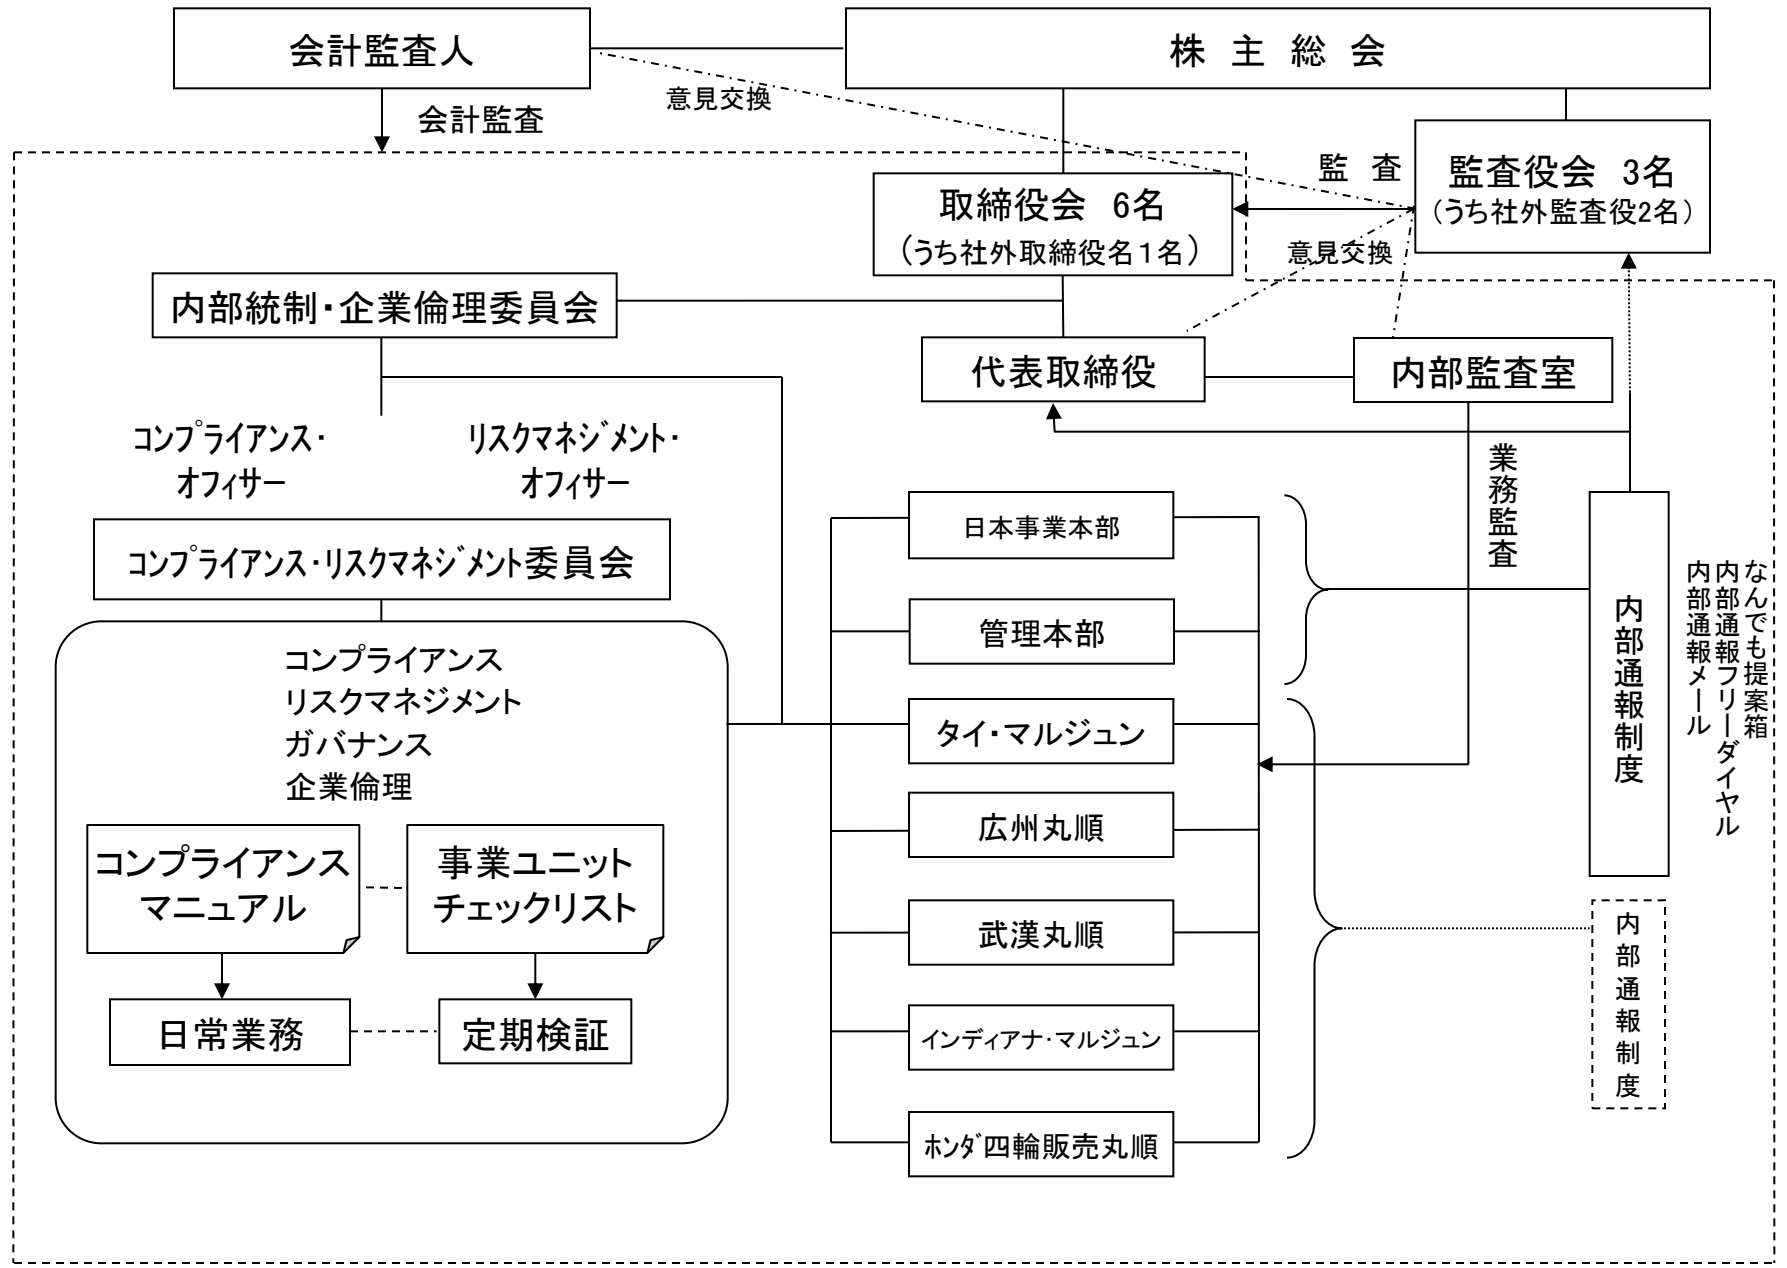 会計監査人
株 主 総 会
意見交換
会計監査
監 査
監査役会 3名
(うち社外監査役2名)
取締役会 6名
(うち社外取締役名1名)
意見交換
内部統制・企業倫理委員会
代表取締役
内部監査室
コンプライアンス・
オフィサー
リスクマネジメント・
オフィサー
業務監査
コンプライアンス・リスクマネジメント委員会
日本事業本部
管理本部
タイ・マルジュン
広州丸順
武漢丸順
インディアナ・マルジュン
ホンダ四輪販売丸順
内部通報制度
なんでも提案箱
内部通報フリーダイヤル
内部通報メール
内部通報制度
コンプライアンス
リスクマネジメント
ガバナンス
企業倫理
コンプライアンス
マニュアル
事業ユニット
チェックリスト
日常業務
定期検証